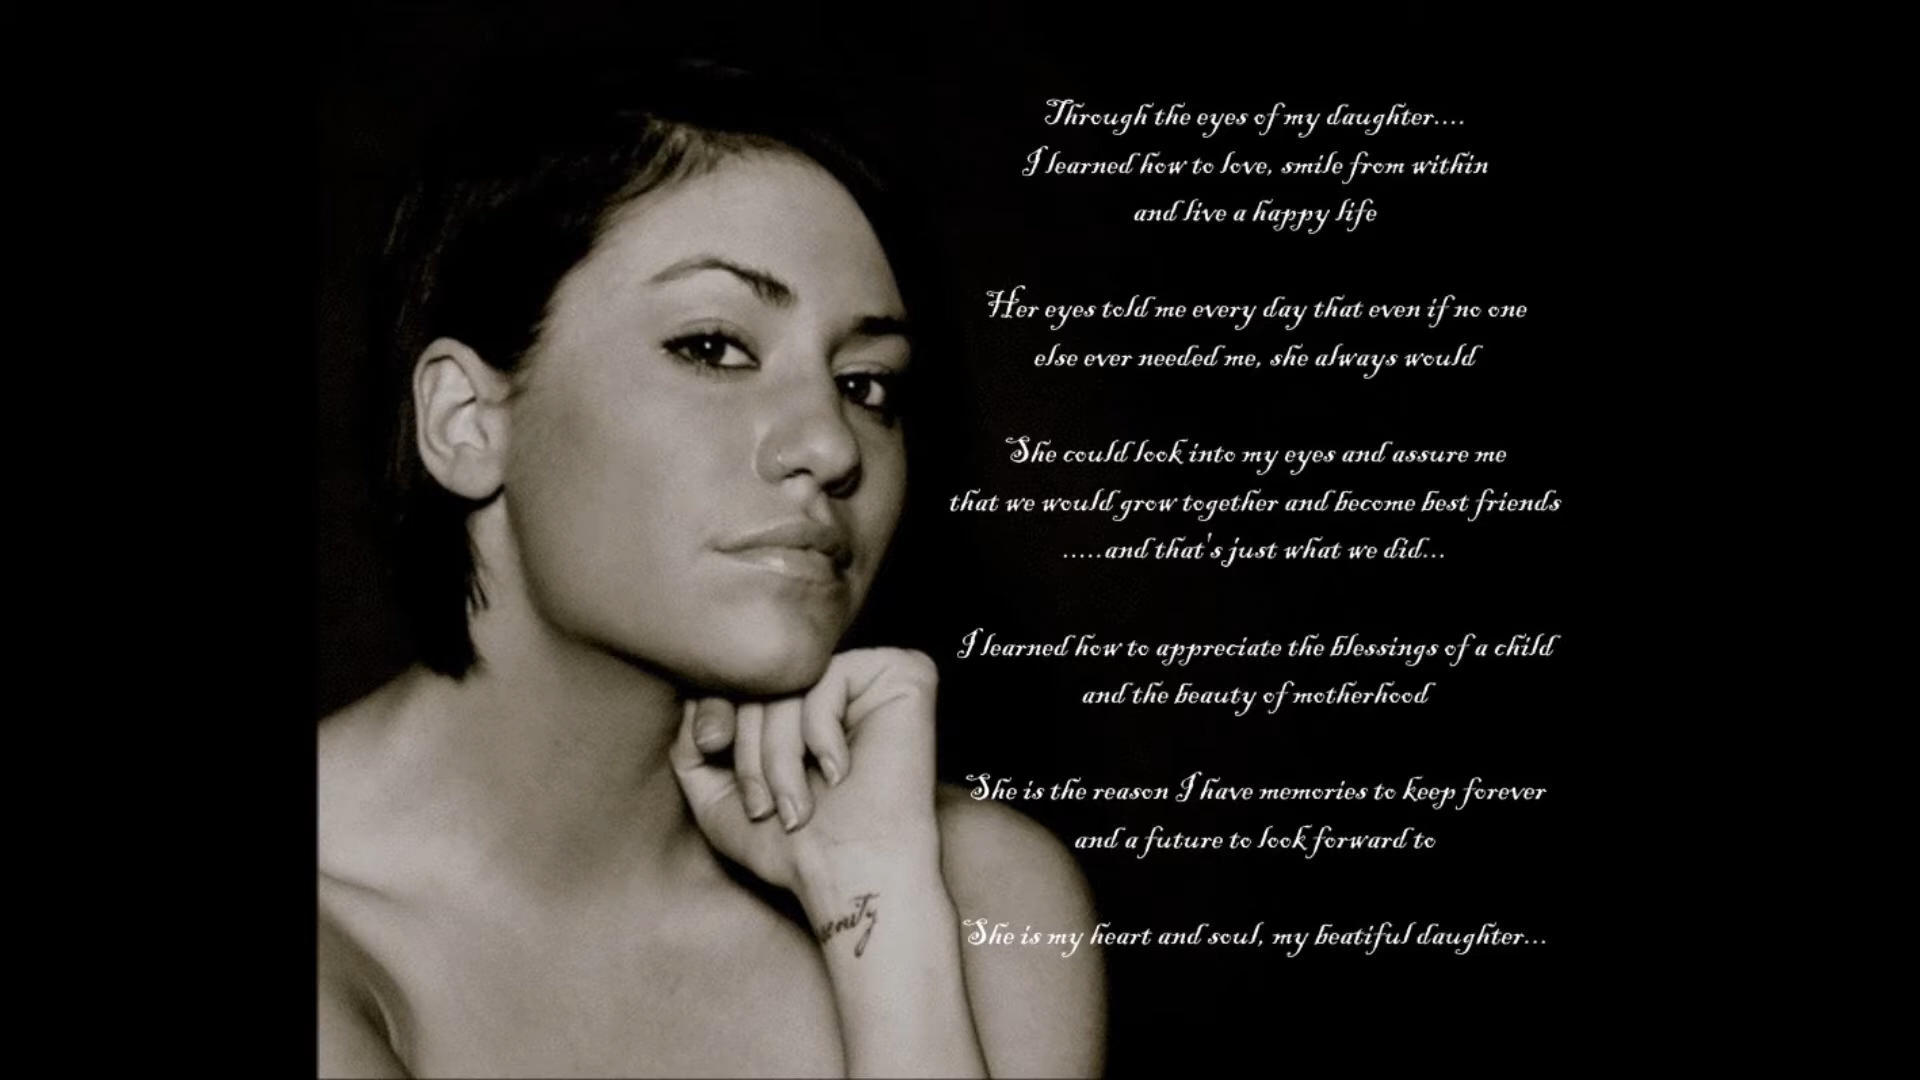 Through the eyes of my daughter....
I learned how to love, smile from within
and live a happy life
Her eyes told me every day that even if no one
else ever needed me, she always would
She could look into my eyes and assure me
that we would grow together and become best friends
.....and that's just what we did...
I learned how to appreciate the blessings of a child
and the beauty of motherhood
She is the reason I have memories to keep forever
and a future to look forward to
She is my heart and soul, my beatiful daughter...